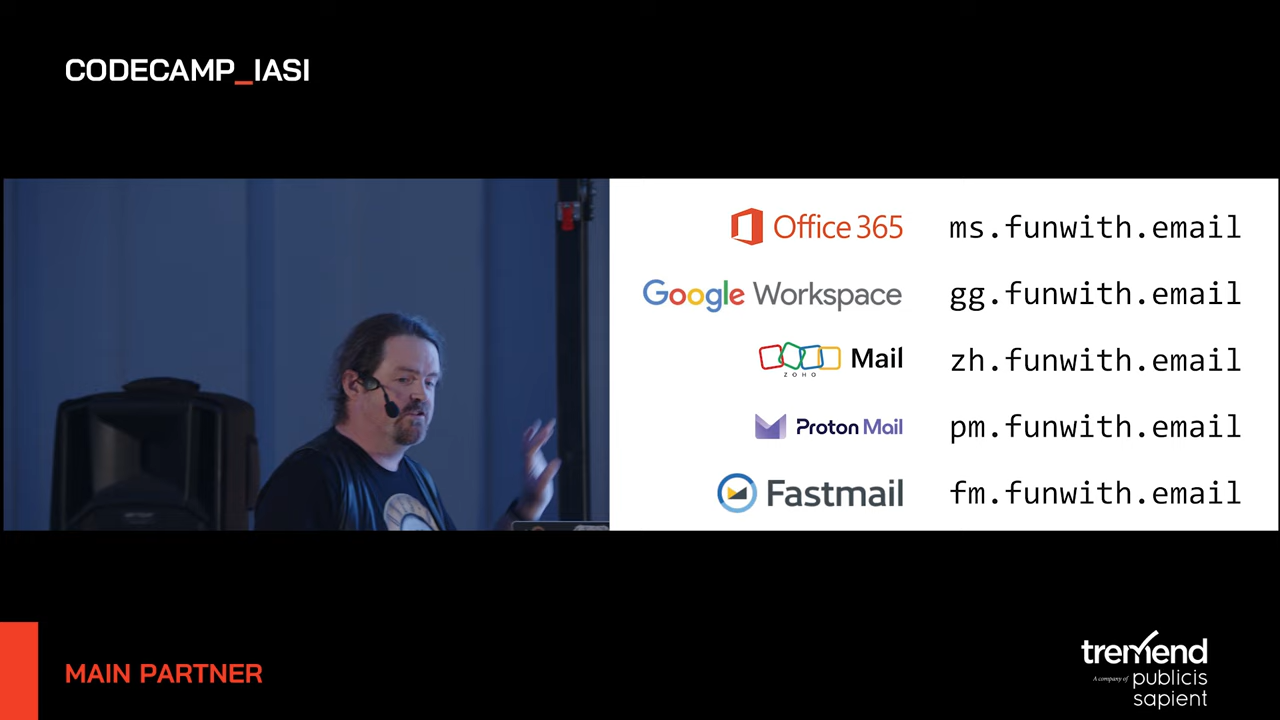 CODECAMP_IASI
Office 365 ms.funwith.email
Google Workspace gg.funwith.email
ZOHO Mail zh.funwith.email
Proton Mail pm.funwith.email
Fastmail fm.funwith.email
MAIN PARTNER
tremend
A company of publicis
sapient